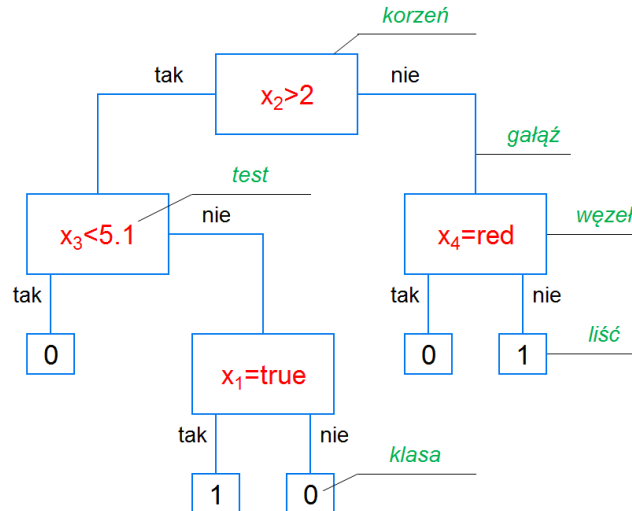 korzeń
tak
x₂>2
nie
gałąź
test
x₃<5.1
nie
x₄=red
węzeł
tak
tak
nie
0
x₁=true
0
1
liść
tak
nie
klasa
1
0